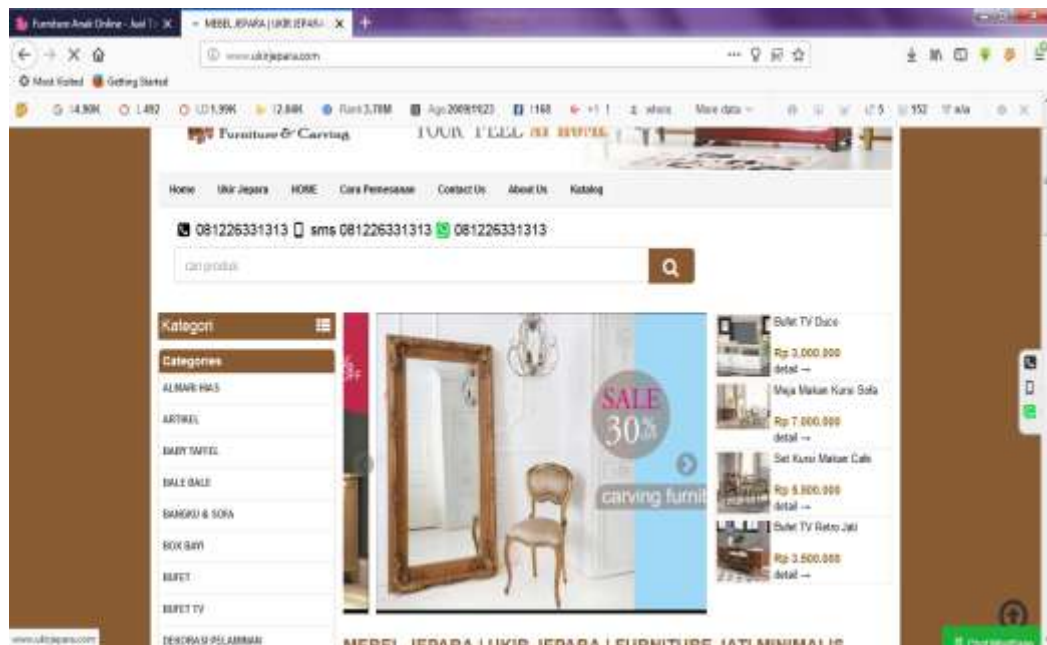 Furniture Anak Online - Jual T
MEBEL JEPARA | UKIR JEPARA
www.ukirjepara.com
Most Visited Getting Started
More data
Furniture & Carving
YOUR FEEL AT HOME
Home Ukir Jepara HOME Cara Pemesanan Contact Us About Us Katalog
081226331313 sms 081226331313 081226331313
cari produk
Kategori
Categories
ALMARI HIAS
ARTIKEL
BABY TAFFEL
BALE BALE
BANGKU & SOFA
BOX BAYI
BUFET
BUFET TV
DEKORASI PELAMINAN
SALE
30%
carving furnit
Bufet TV Duco
Rp 3.000.000
detail →
Meja Makan Kursi Sofa
Rp 7.000.000
detail →
Set Kursi Makan Cafe
detail →
Bufet TV Retro Jati
Rp 3.500.000
detail →
MEBEL JEPARA | UKIR JEPARA | FURNITURE JATI MINIMALIS
www.ukirjepara.com